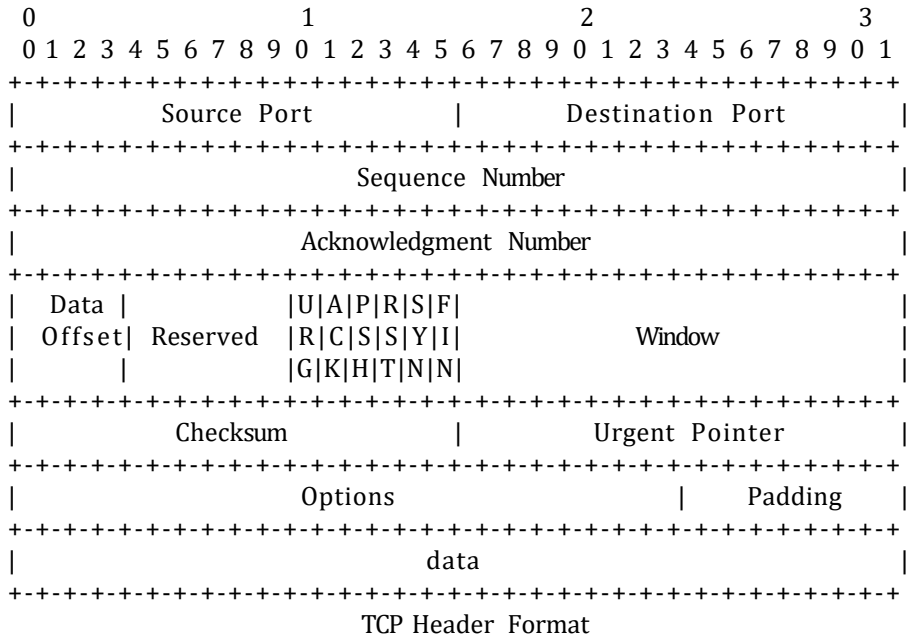 0 1 2 3
0 1 2 3 4 5 6 7 8 9 0 1 2 3 4 5 6 7 8 9 0 1 2 3 4 5 6 7 8 9 0 1
+-+-+-+-+-+-+-+-+-+-+-+-+-+-+-+-+-+-+-+-+-+-+-+-+-+-+-+-+-+-+-+-+
| Source Port | Destination Port |
+-+-+-+-+-+-+-+-+-+-+-+-+-+-+-+-+-+-+-+-+-+-+-+-+-+-+-+-+-+-+-+-+
| Sequence Number |
+-+-+-+-+-+-+-+-+-+-+-+-+-+-+-+-+-+-+-+-+-+-+-+-+-+-+-+-+-+-+-+-+
| Acknowledgment Number |
+-+-+-+-+-+-+-+-+-+-+-+-+-+-+-+-+-+-+-+-+-+-+-+-+-+-+-+-+-+-+-+-+
| Data | |U|A|P|R|S|F| |
| Offset| Reserved |R|C|S|S|Y|I| Window |
| | |G|K|H|T|N|N| |
+-+-+-+-+-+-+-+-+-+-+-+-+-+-+-+-+-+-+-+-+-+-+-+-+-+-+-+-+-+-+-+-+
| Checksum | Urgent Pointer |
+-+-+-+-+-+-+-+-+-+-+-+-+-+-+-+-+-+-+-+-+-+-+-+-+-+-+-+-+-+-+-+-+
| Options | Padding |
+-+-+-+-+-+-+-+-+-+-+-+-+-+-+-+-+-+-+-+-+-+-+-+-+-+-+-+-+-+-+-+-+
| data |
+-+-+-+-+-+-+-+-+-+-+-+-+-+-+-+-+-+-+-+-+-+-+-+-+-+-+-+-+-+-+-+-+
TCP Header Format